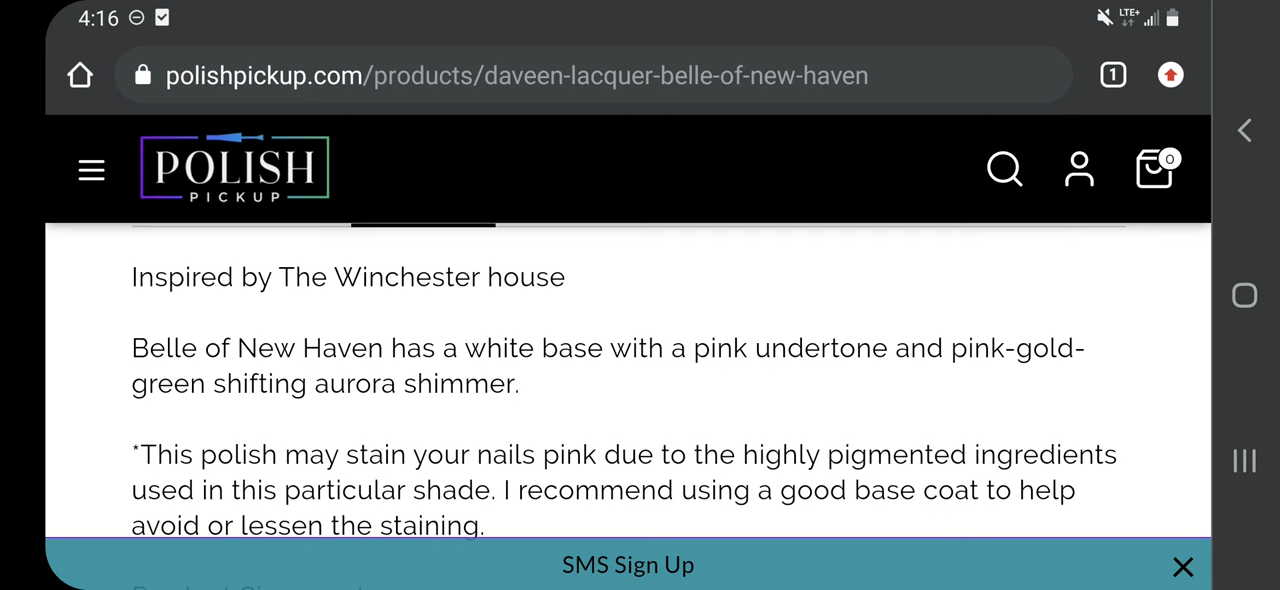 4:16
LTE+
polishpickup.com/products/daveen-lacquer-belle-of-new-haven
1
POLISH
PICKUP
0
Inspired by The Winchester house
Belle of New Haven has a white base with a pink undertone and pink-gold-
green shifting aurora shimmer.
*This polish may stain your nails pink due to the highly pigmented ingredients
used in this particular shade. I recommend using a good base coat to help
avoid or lessen the staining.
SMS Sign Up